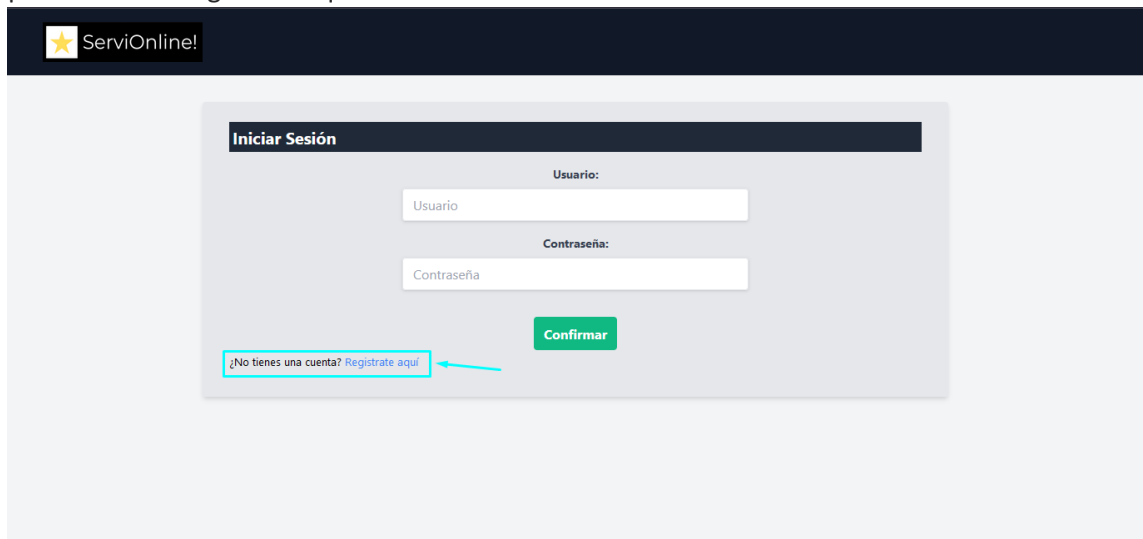 ServiOnline!
Iniciar Sesión
Usuario:
Usuario
Contraseña:
Contraseña
Confirmar
¿No tienes una cuenta? Registrate aquí